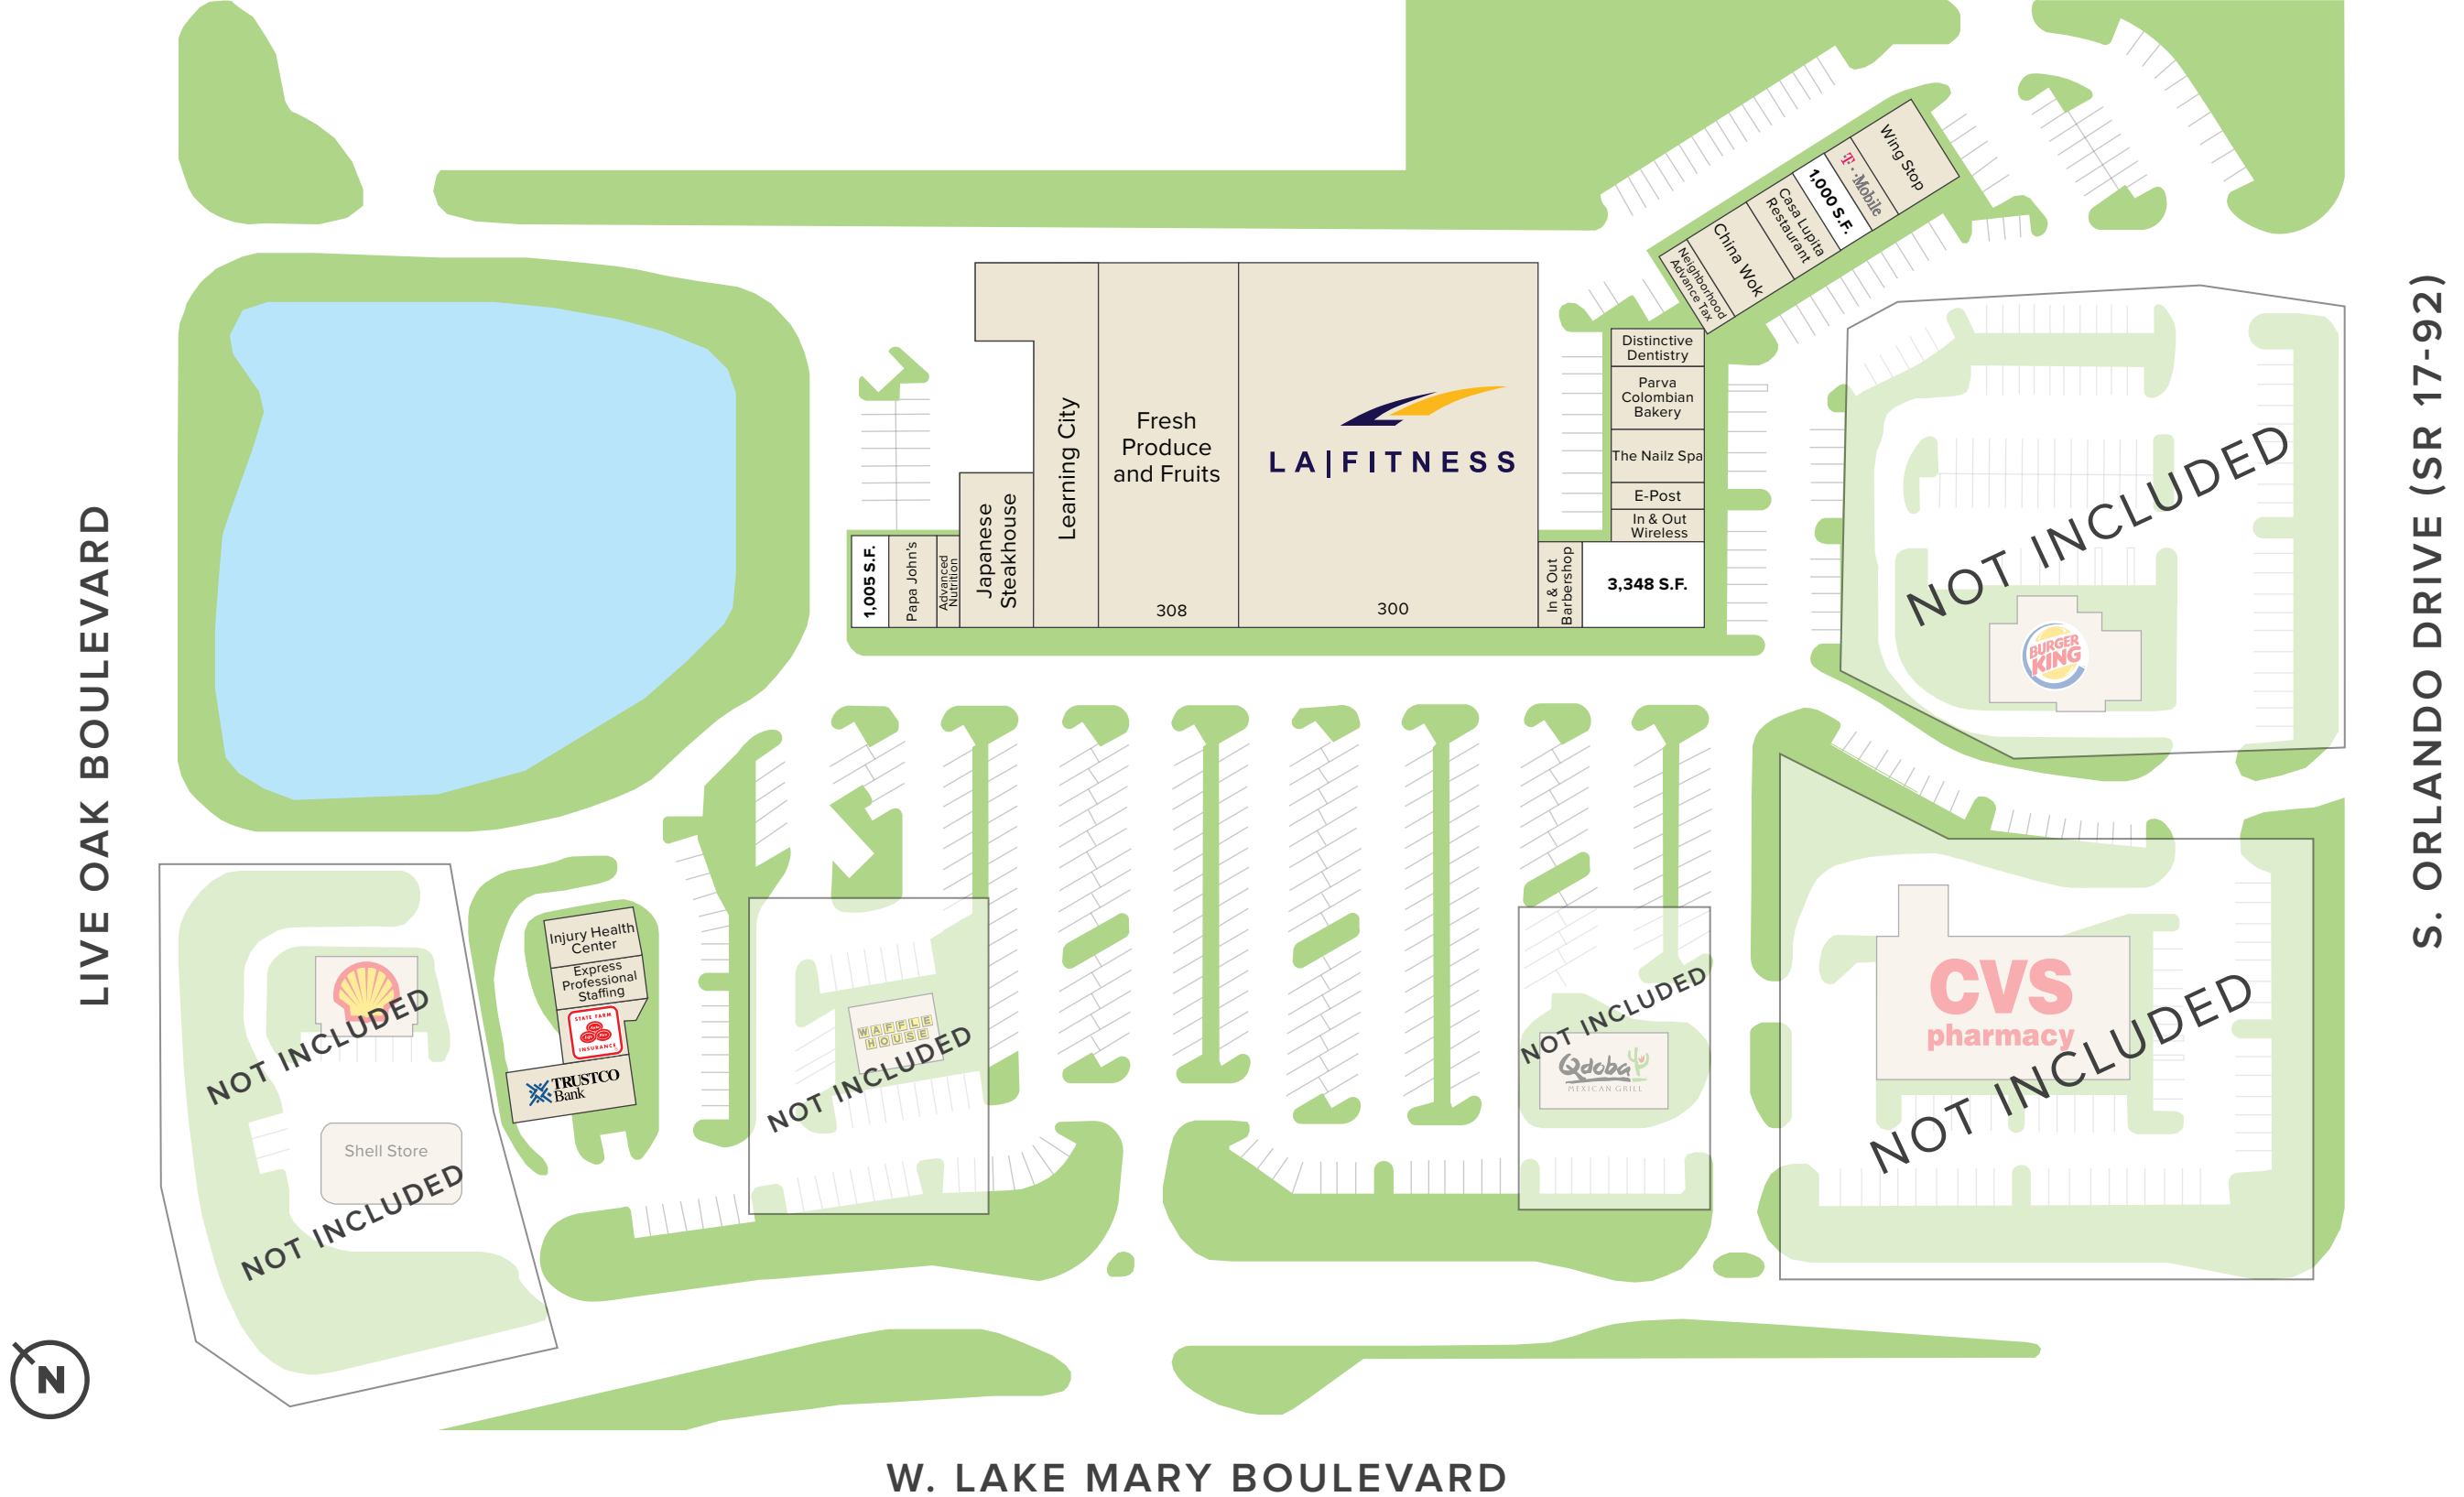 Wing Stop
T··Mobile
1,000 S.F.
Casa Lupita
Restaurant
China Wok
Neighborhood
Advance Tax
Distinctive
Dentistry
Parva
Colombian
Bakery
The Nailz Spa
E-Post
In & Out
Wireless
3,348 S.F.
In & Out
Barbershop
LA|FITNESS
300
Fresh
Produce
and Fruits
308
Learning City
Japanese
Steakhouse
Advanced
Nutrition
Papa John's
1,005 S.F.
NOT INCLUDED
BURGER
KING
LIVE OAK BOULEVARD
S. ORLANDO DRIVE (SR 17-92)
Injury Health
Center
Express
Professional
Staffing
STATE FARM
INSURANCE
TRUSTCO
Bank
NOT INCLUDED
Shell Store
NOT INCLUDED
WAFFLE
HOUSE
NOT INCLUDED
NOT INCLUDED
Qdoba
MEXICAN GRILL
CVS
pharmacy
NOT INCLUDED
N
W. LAKE MARY BOULEVARD